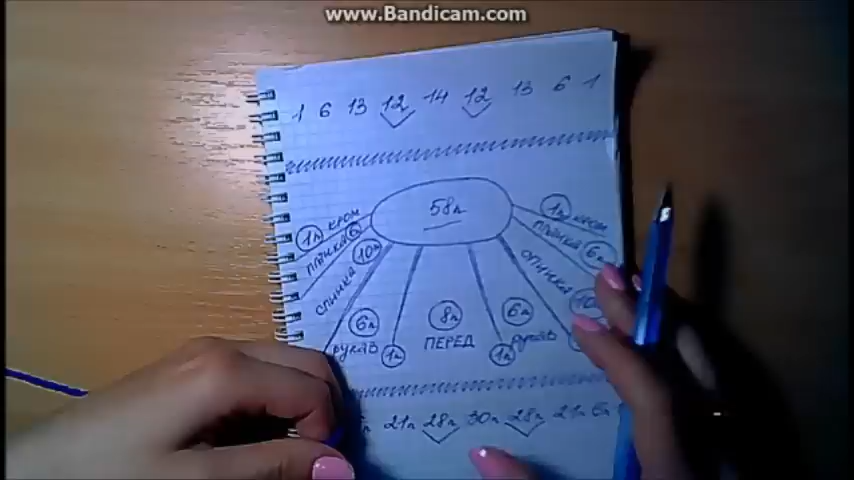 www.Bandicam.com
1 6 13 12 14 12 13 6 1
58п
1п кром
планка 6п
спинка 10п
рукав 6п
1п
8п
ПЕРЕД
1п
6п
рукав
1п кром
планка 6п
спинка 10
21п 28п 30п 28п 21п 6п